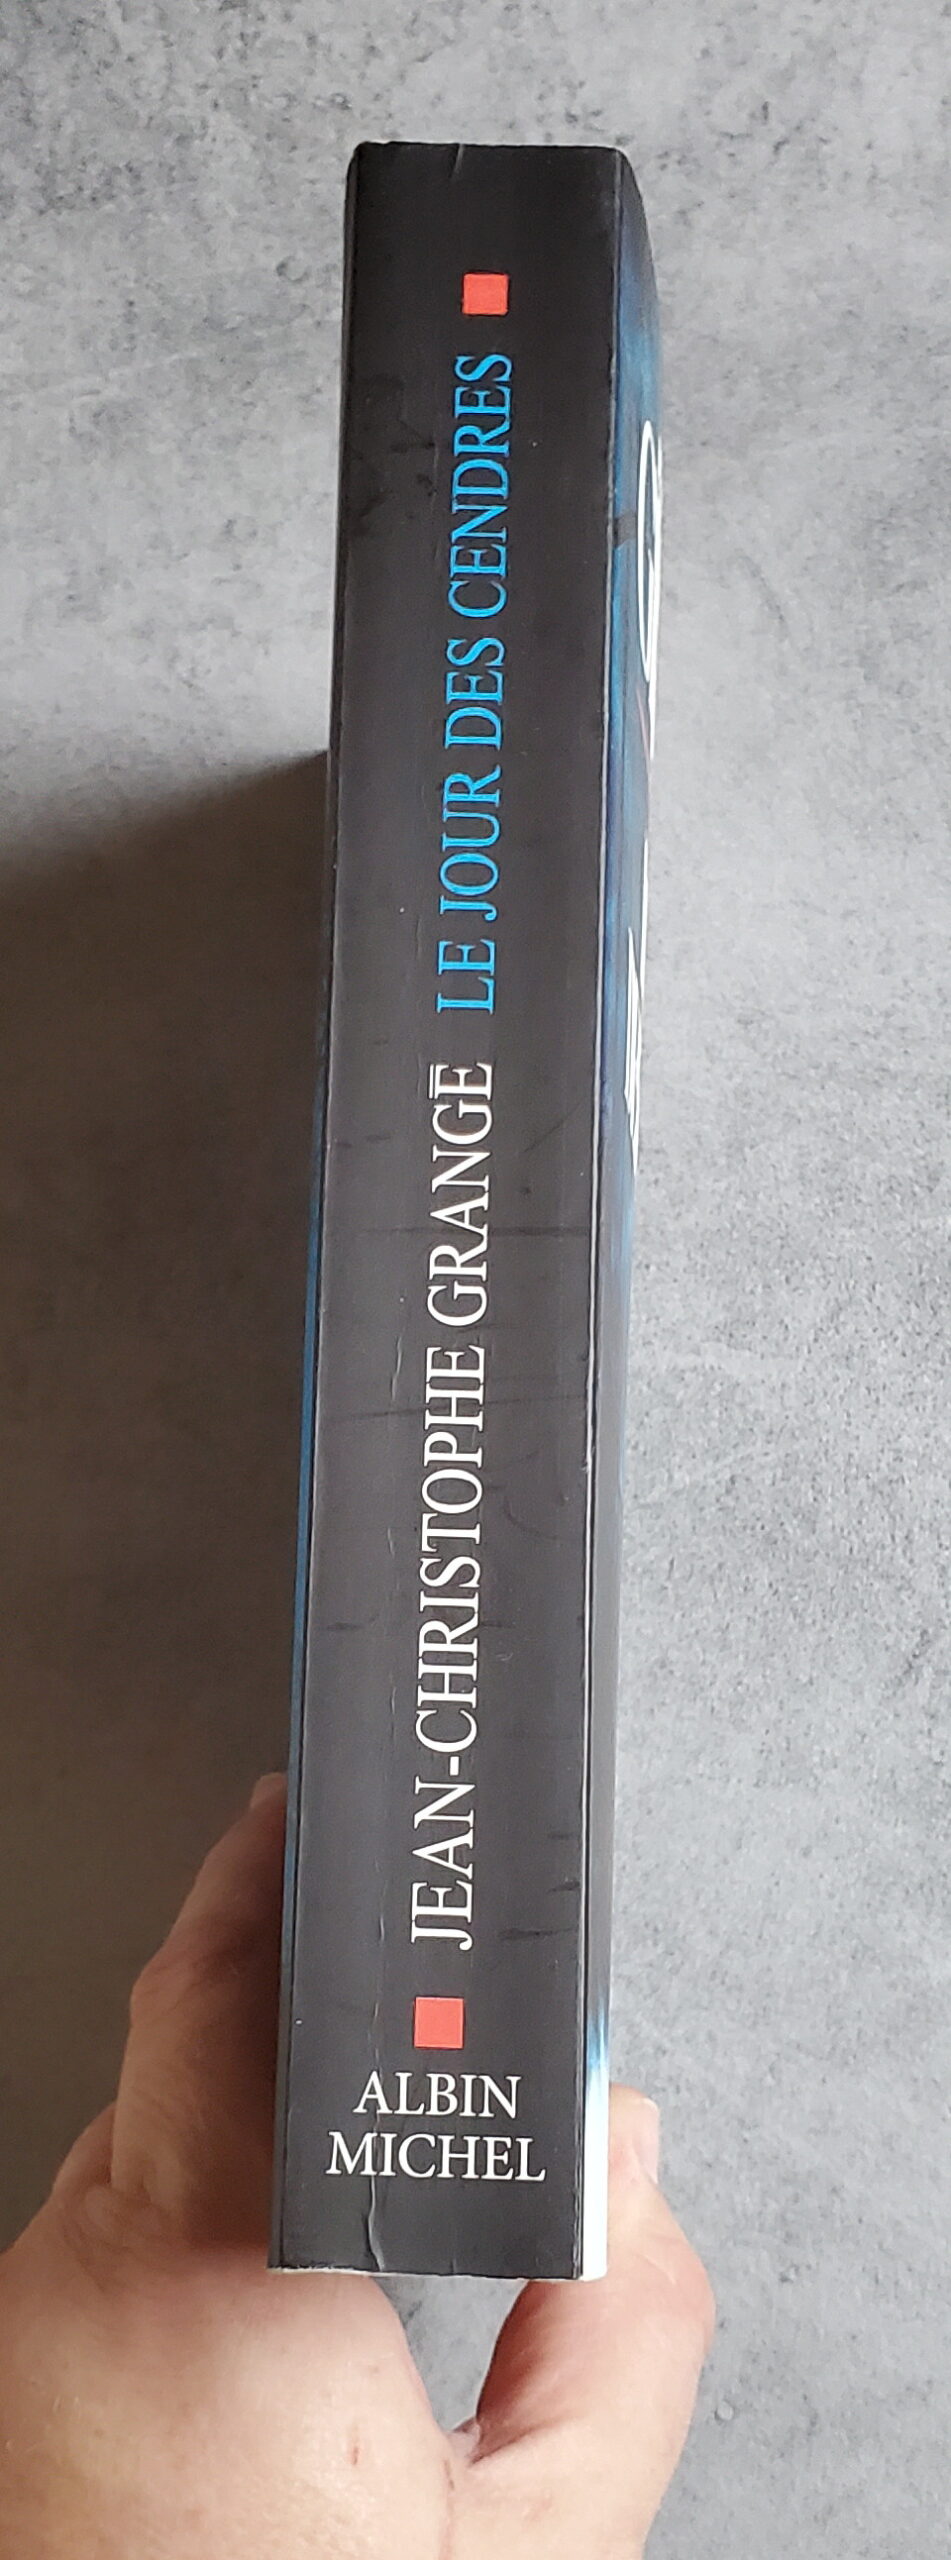 JEAN-CHRISTOPHE GRANGÉ LE JOUR DES CENDRES
ALBIN
MICHEL